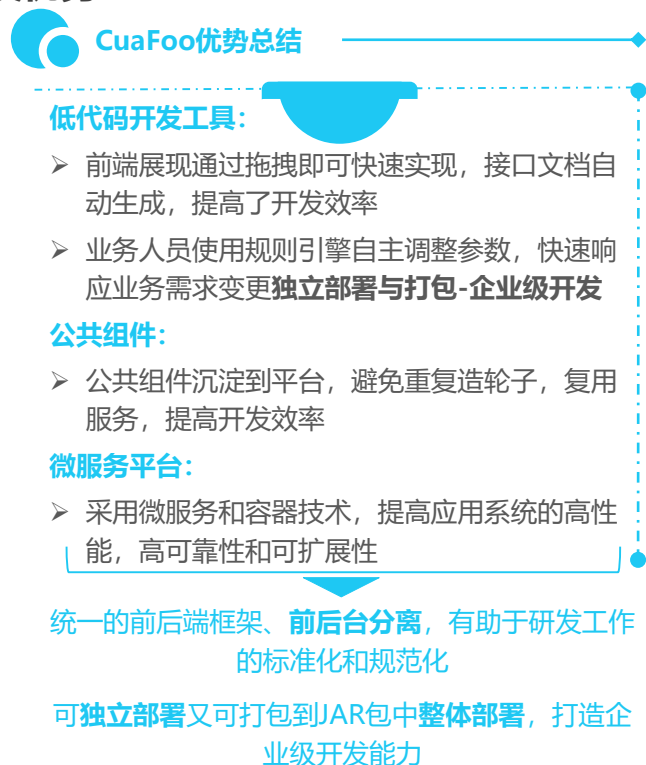 CuaFoo优势总结
低代码开发工具：
➢ 前端展现通过拖拽即可快速实现，接口文档自
动生成，提高了开发效率
➢ 业务人员使用规则引擎自主调整参数，快速响
应业务需求变更独立部署与打包-企业级开发
公共组件：
➢ 公共组件沉淀到平台，避免重复造轮子，复用
服务，提高开发效率
微服务平台：
➢ 采用微服务和容器技术，提高应用系统的高性
能，高可靠性和可扩展性
统一的前后端框架、前后台分离，有助于研发工作
的标准化和规范化
可独立部署又可打包到JAR包中整体部署，打造企
业级开发能力